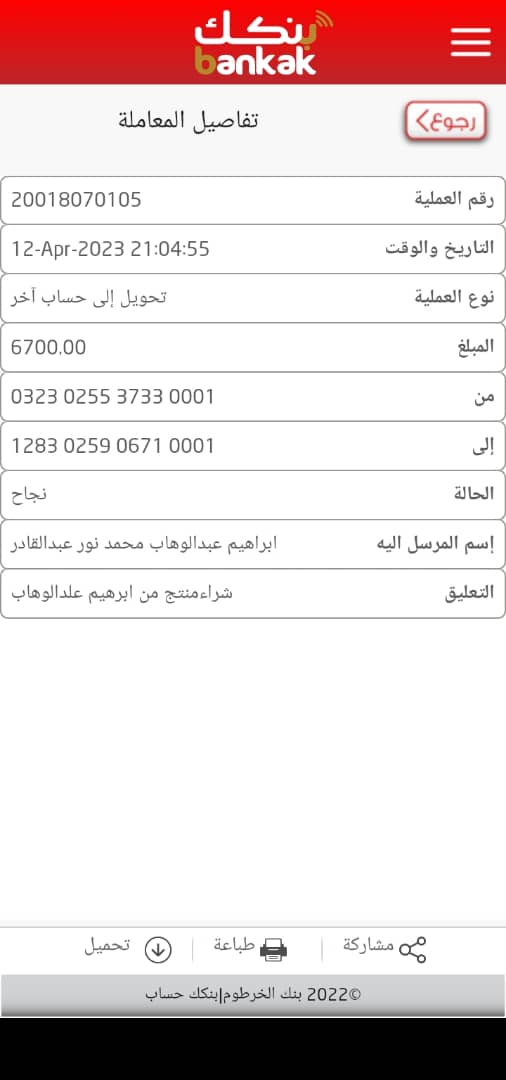 بنكك
bankak
رجوع
تفاصيل المعاملة
رقم العملية 20018070105
التاريخ والوقت 12-Apr-2023 21:04:55
نوع العملية تحويل إلى حساب آخر
المبلغ 6700.00
من 0323 0255 3733 0001
إلى 1283 0259 0671 0001
الحالة نجاح
إسم المرسل اليه ابراهيم عبدالوهاب محمد نور عبدالقادر
التعليق شراءمنتج من ابرهيم علدالوهاب
مشاركة طباعة تحميل
©2022 بنك الخرطوم|بنكك حساب